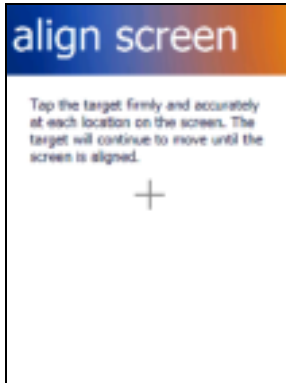 align screen
Tap the target firmly and accurately
at each location on the screen. The
target will continue to move until the
screen is aligned.